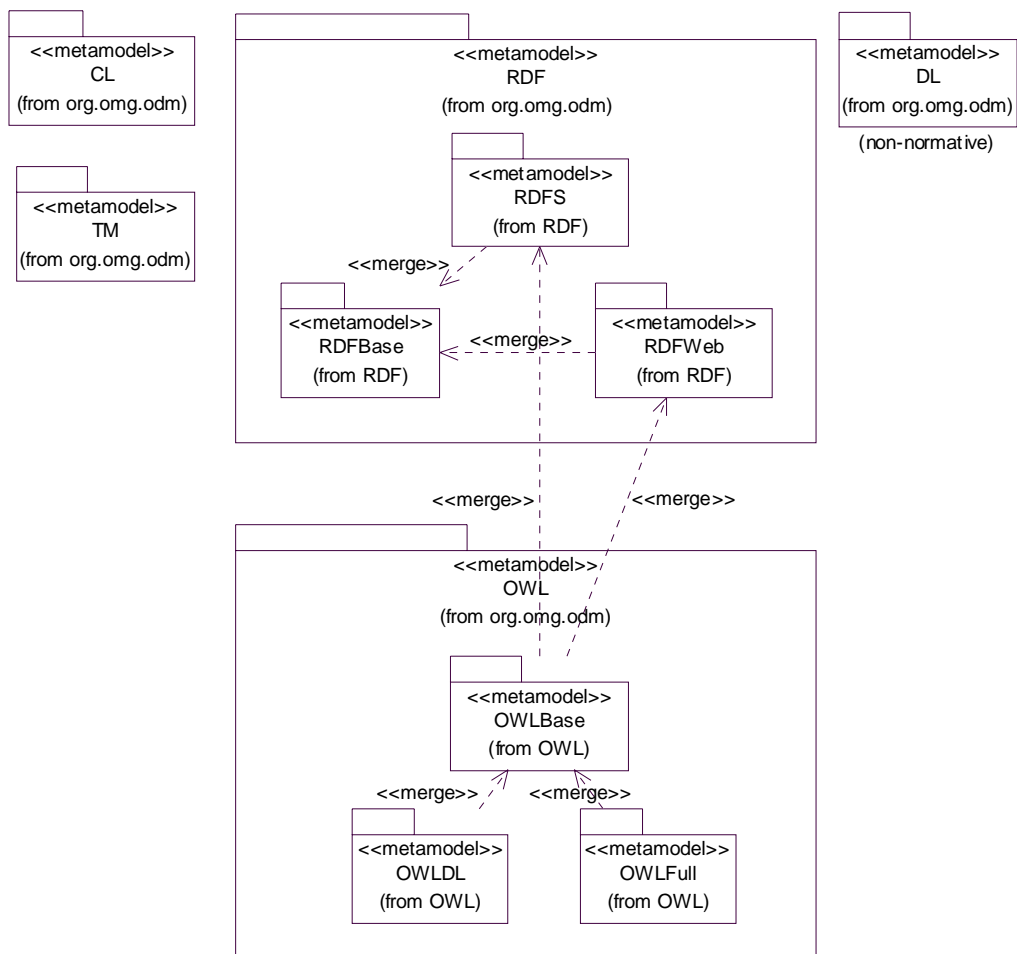 <<metamodel>>
CL
(from org.omg.odm)
<<metamodel>>
TM
(from org.omg.odm)
<<metamodel>>
RDF
(from org.omg.odm)
<<metamodel>>
DL
(from org.omg.odm)
(non-normative)
<<metamodel>>
RDFS
(from RDF)
<<merge>>
<<metamodel>>
RDFBase
(from RDF)
<<merge>>
<<metamodel>>
RDFWeb
(from RDF)
<<merge>>
<<merge>>
<<metamodel>>
OWL
(from org.omg.odm)
<<metamodel>>
OWLBase
(from OWL)
<<merge>>
<<merge>>
<<metamodel>>
OWLDL
(from OWL)
<<metamodel>>
OWLFull
(from OWL)